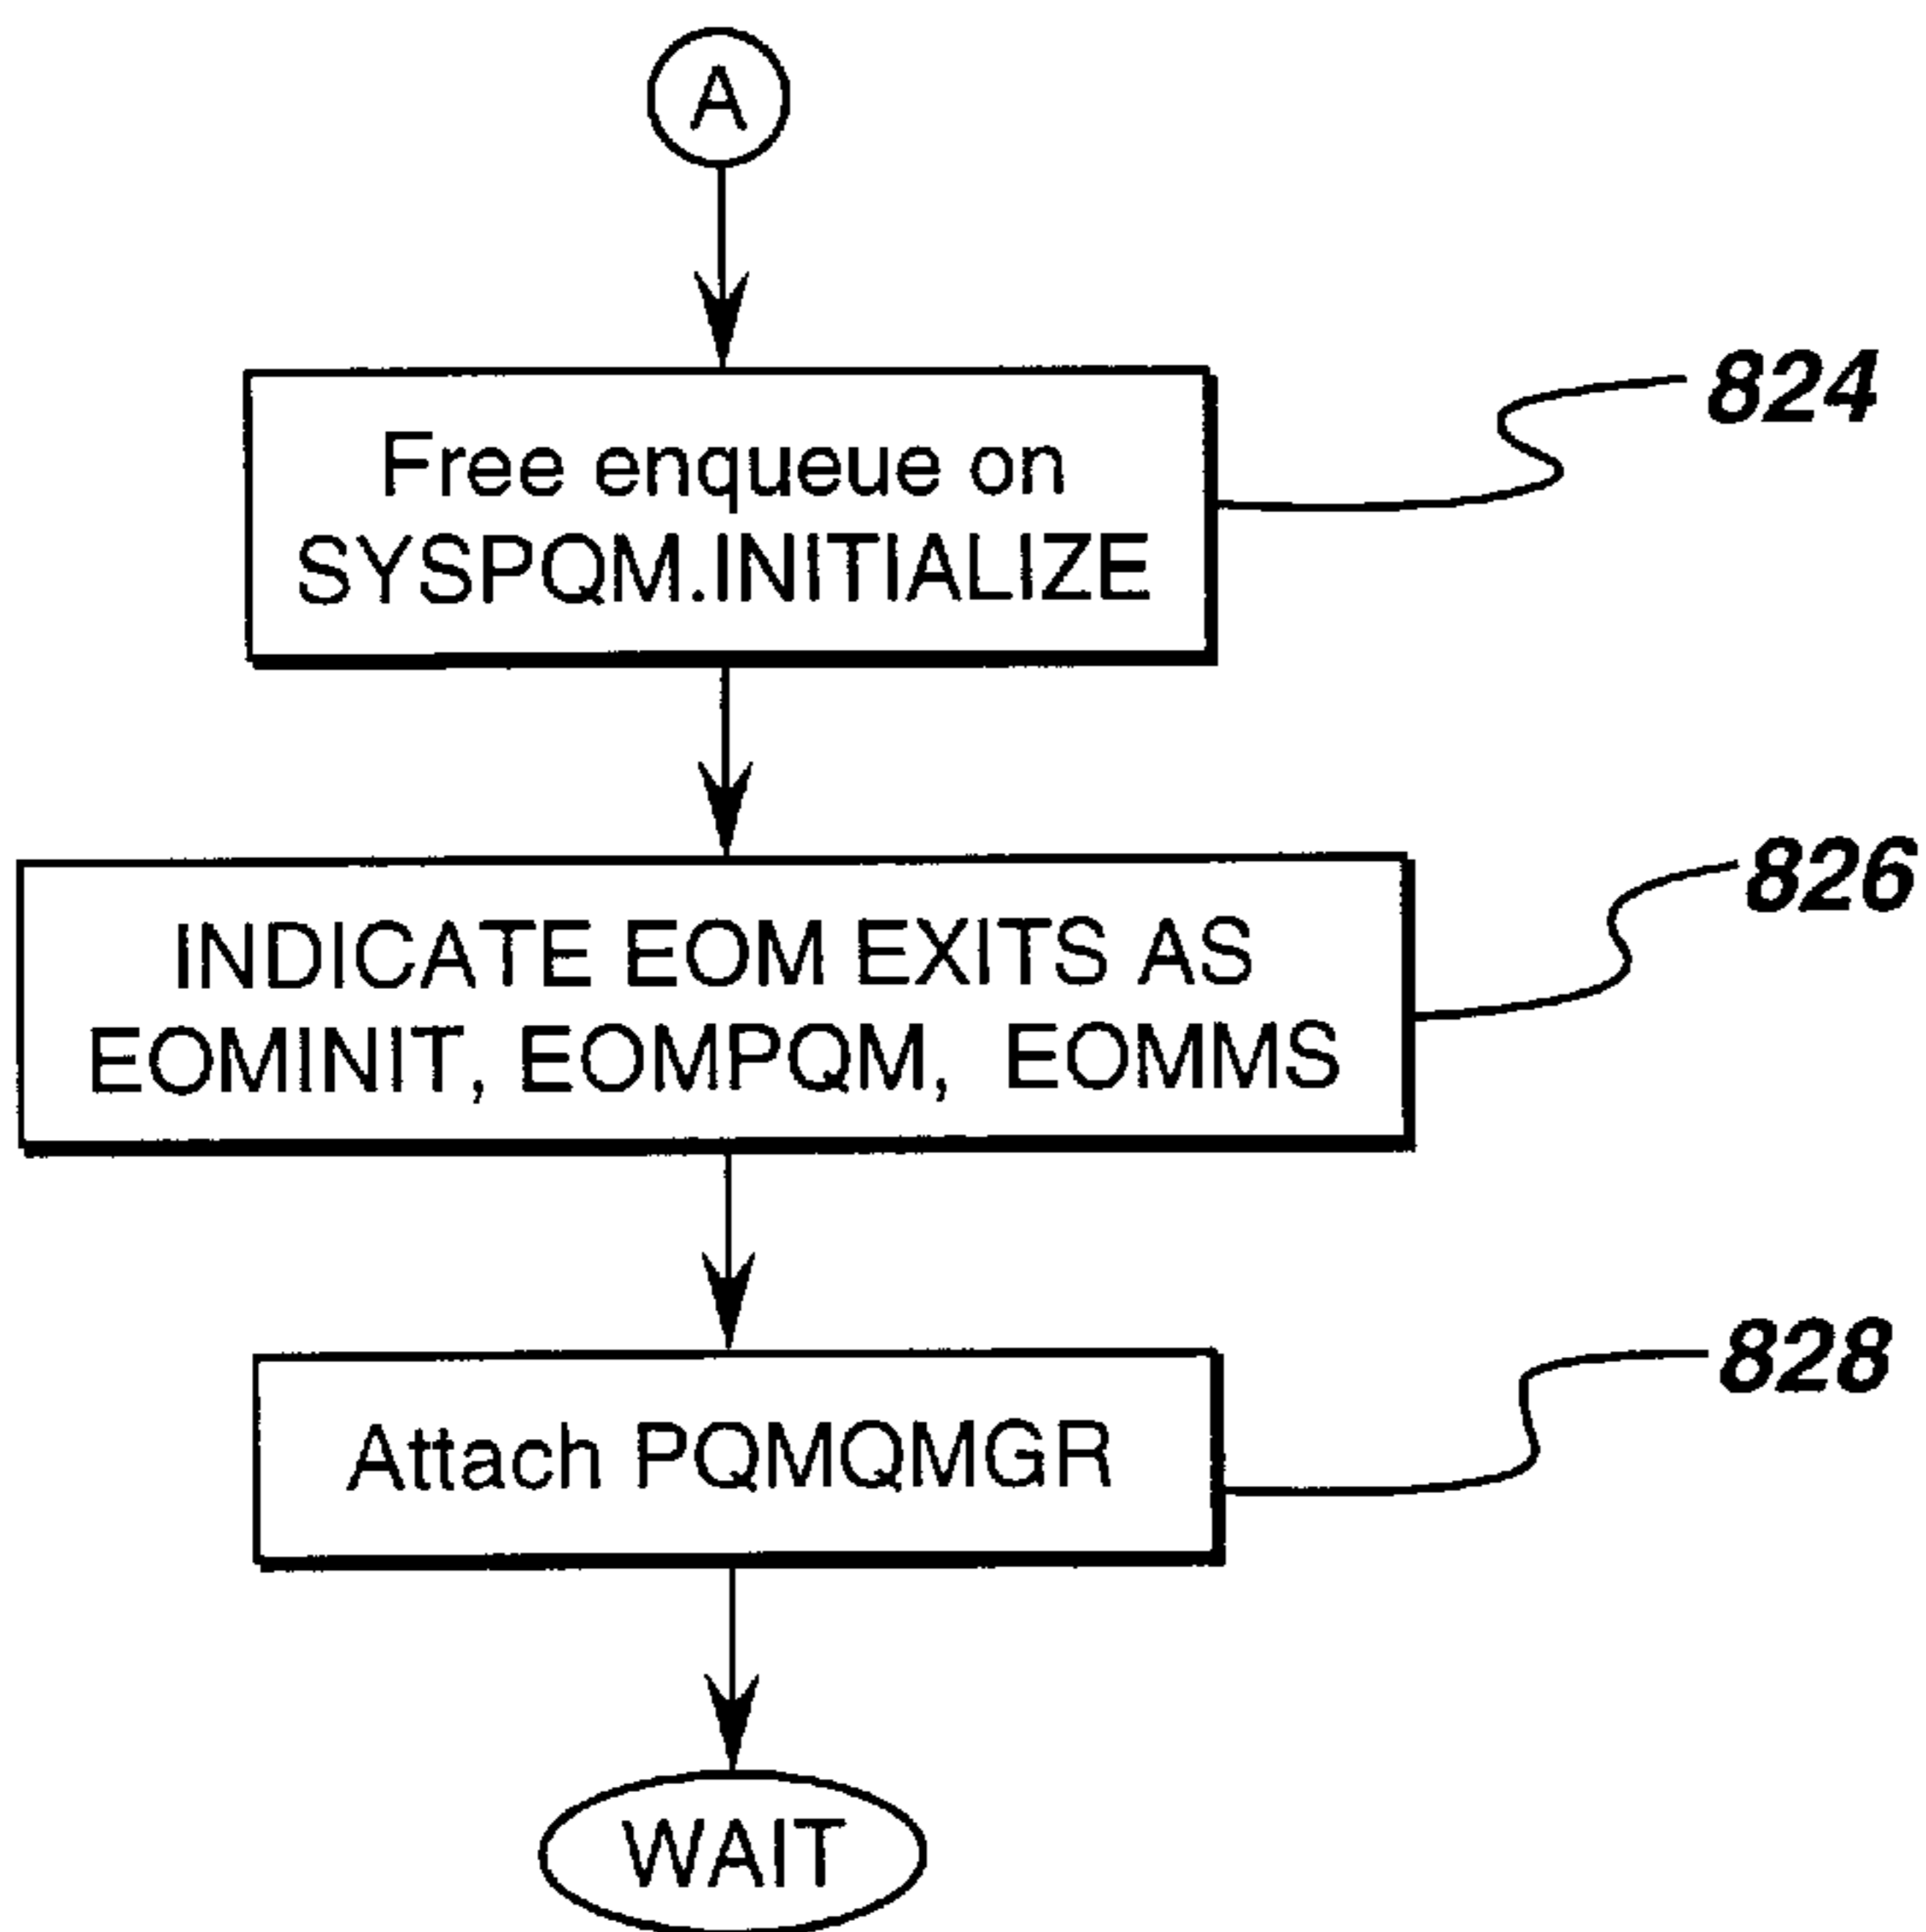 A
Free enqueue on
SYSPQM.INITIALIZE
824
INDICATE EOM EXITS AS
EOMINIT, EOMPQM, EOMMS
826
Attach PQMQMGR
828
WAIT